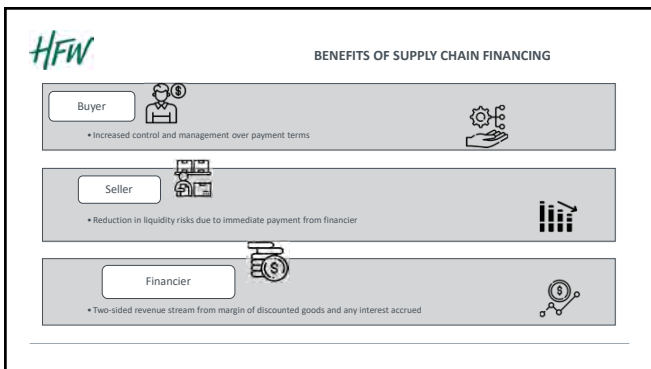 HFW
BENEFITS OF SUPPLY CHAIN FINANCING
Buyer
• Increased control and management over payment terms
Seller
• Reduction in liquidity risks due to immediate payment from financier
Financier
• Two-sided revenue stream from margin of discounted goods and any interest accrued